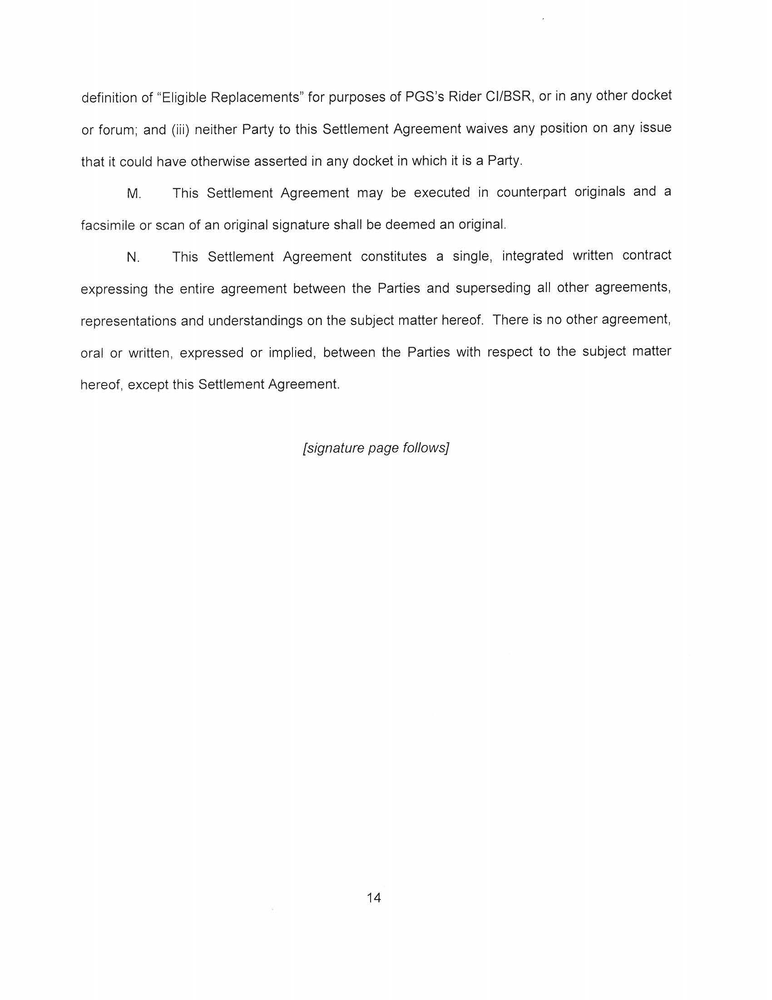 definition of “Eligible Replacements” for purposes of PGS’s Rider CI/BSR, or in any other docket
or forum; and (iii) neither Party to this Settlement Agreement waives any position on any issue
that it could have otherwise asserted in any docket in which it is a Party.
M. This Settlement Agreement may be executed in counterpart originals and a
facsimile or scan of an original signature shall be deemed an original.
N. This Settlement Agreement constitutes a single, integrated written contract
expressing the entire agreement between the Parties and superseding all other agreements,
representations and understandings on the subject matter hereof. There is no other agreement,
oral or written, expressed or implied, between the Parties with respect to the subject matter
hereof, except this Settlement Agreement.
[signature page follows]
14